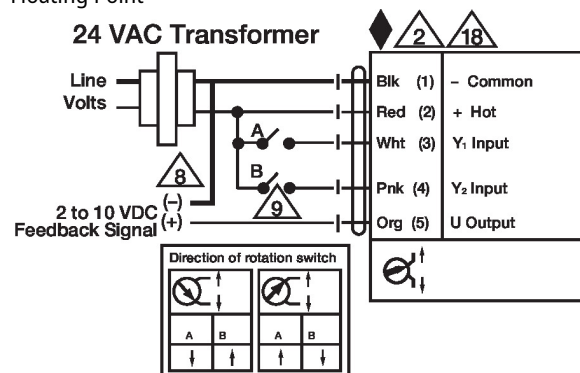 Floating Point
24 VAC Transformer
2
18
Line
Volts
Blk (1) – Common
Red (2) + Hot
A
Wht (3) Y₁ Input
B
Pnk (4) Y₂ Input
8
9
2 to 10 VDC (–)
Feedback Signal (+)
Org (5) U Output
Direction of rotation switch
A B A B